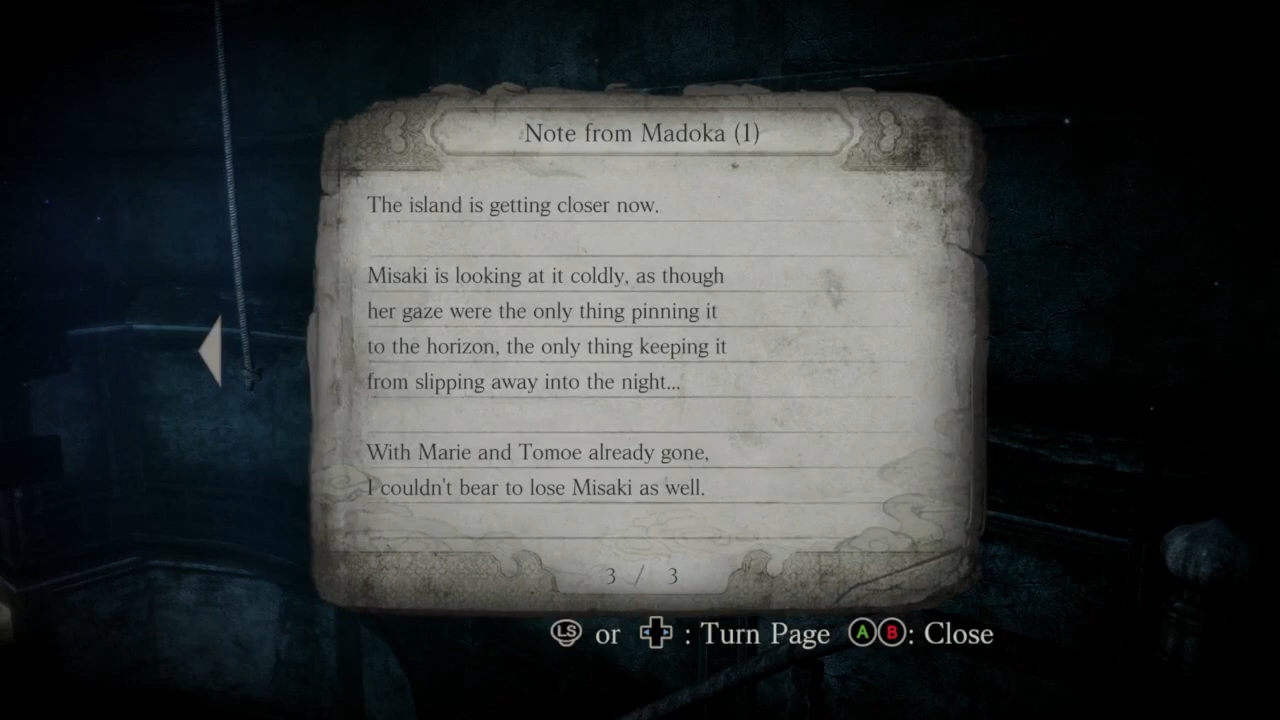 Note from Madoka (1)
The island is getting closer now.
Misaki is looking at it coldly, as though
her gaze were the only thing pinning it
to the horizon, the only thing keeping it
from slipping away into the night...
With Marie and Tomoe already gone,
I couldn't bear to lose Misaki as well.
3 / 3
LS or : Turn Page A B : Close